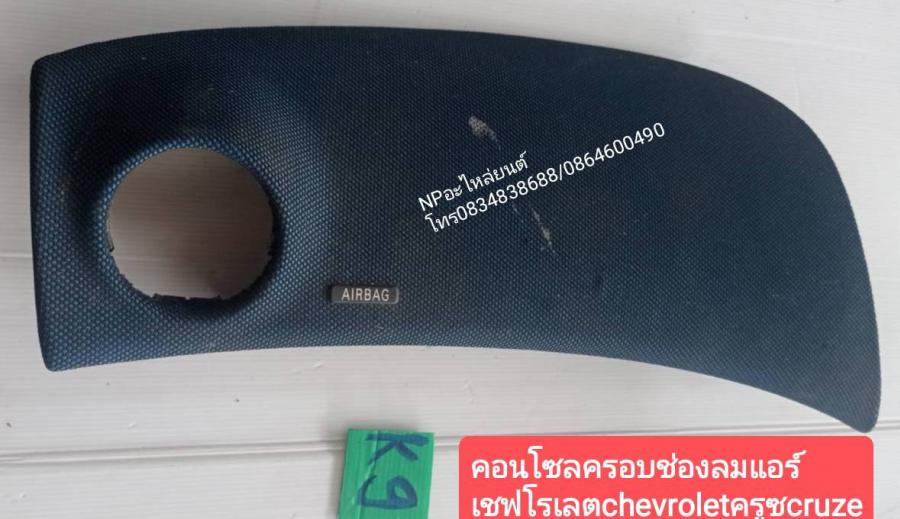 NPอะไหล่ยนต์
โทร0834838688/0864600490
AIRBAG
K9
คอนโซลครอบช่องลมแอร์
เชฟโรเลตchevroletครูซcruze